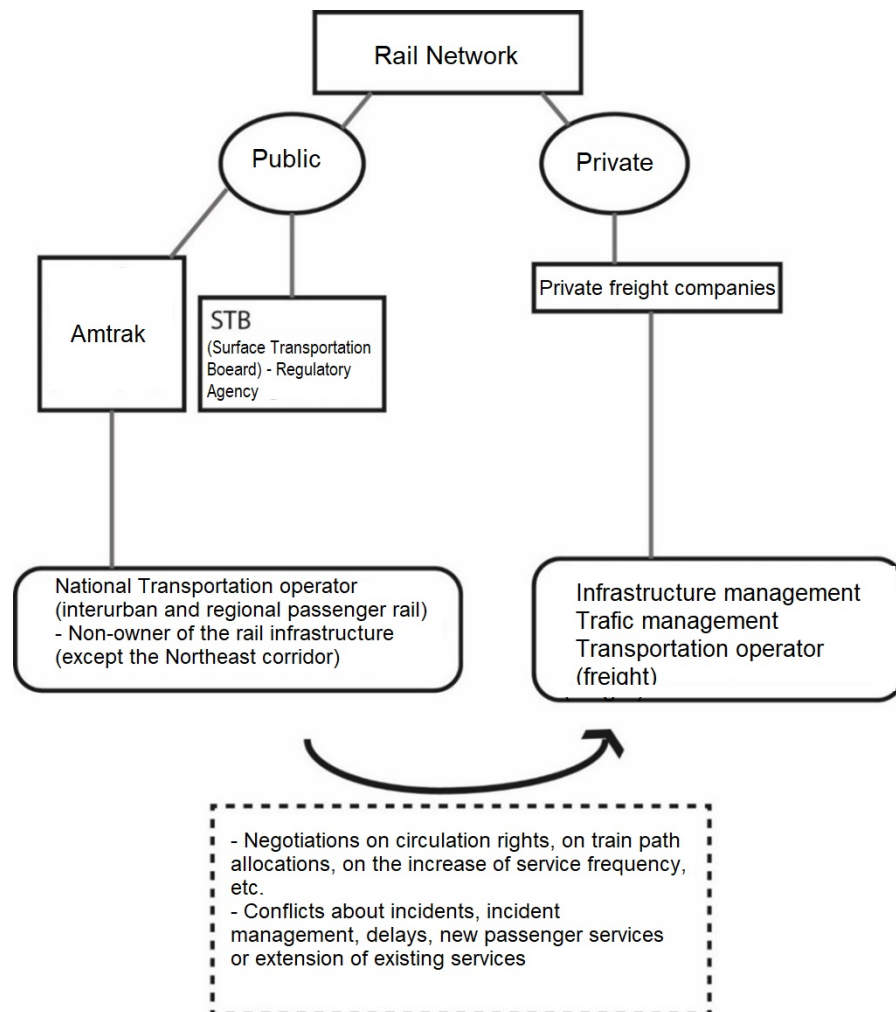 Rail Network
Public
Private
Amtrak
STB
(Surface Transportation
Boeard) - Regulatory
Agency
Private freight companies
National Transportation operator
(interurban and regional passenger rail)
- Non-owner of the rail infrastructure
(except the Northeast corridor)
Infrastructure management
Trafic management
Transportation operator
(freight)
- Negotiations on circulation rights, on train path
allocations, on the increase of service frequency,
etc.
- Conflicts about incidents, incident
management, delays, new passenger services
or extension of existing services